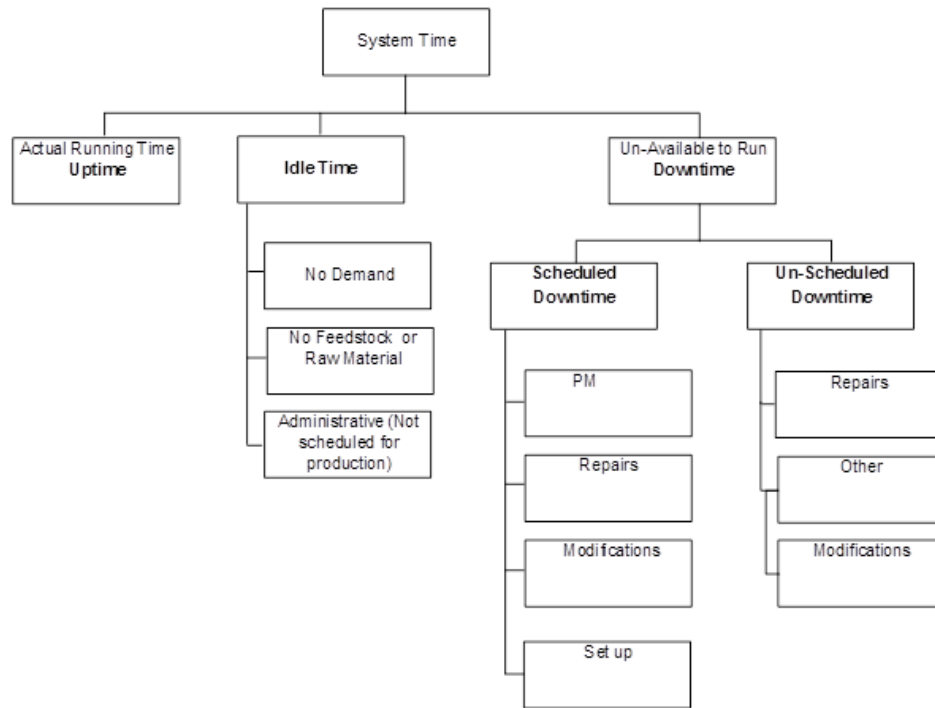 System Time
Actual Running Time
Uptime
Idle Time
Un-Available to Run
Downtime
No Demand
No Feedstock or
Raw Material
Administrative (Not
scheduled for
production)
Scheduled
Downtime
PM
Repairs
Modifications
Set up
Un-Scheduled
Downtime
Repairs
Other
Modifications